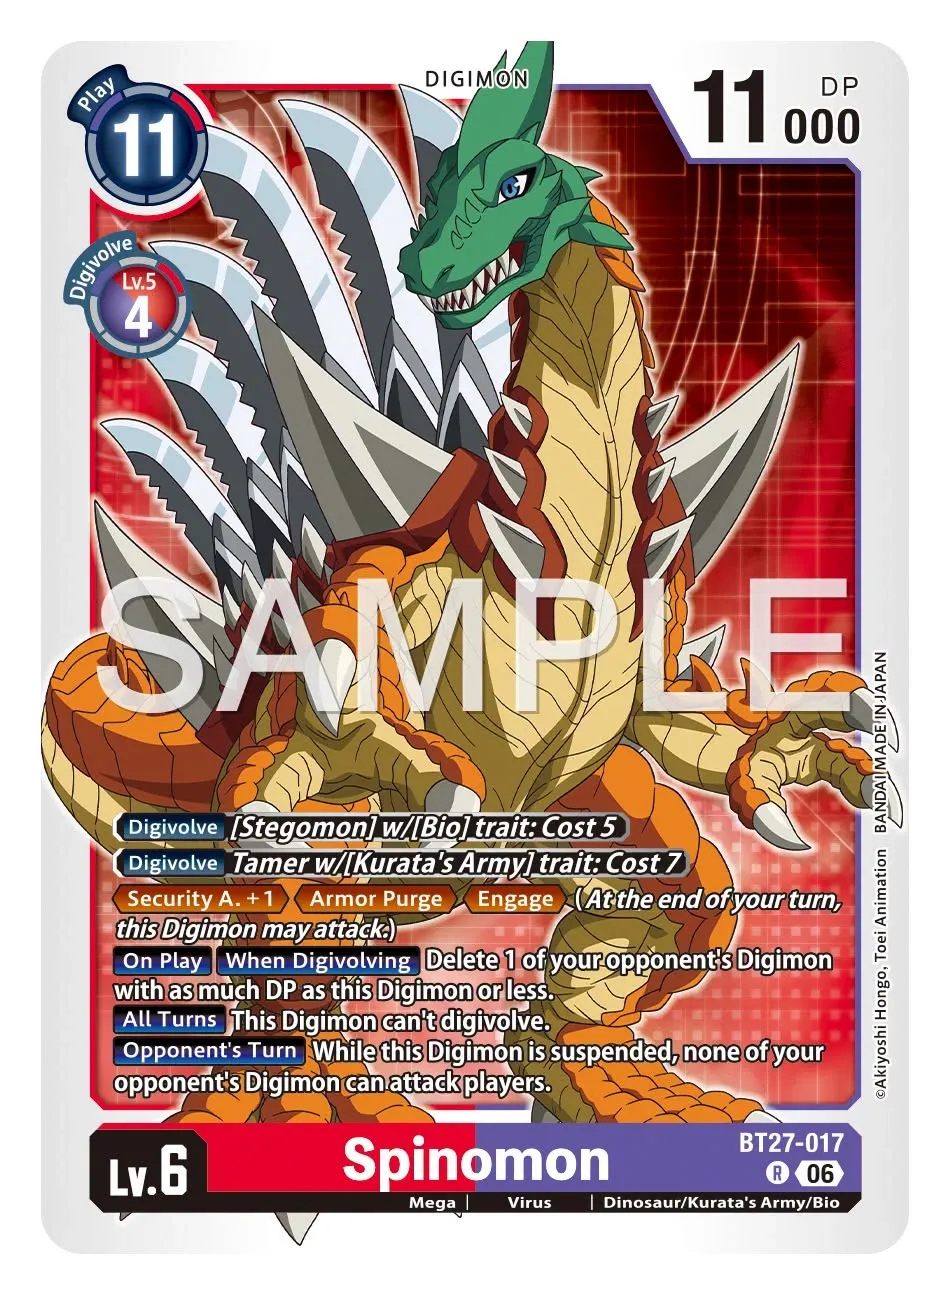 DIGIMON
Play
11
11000
DP
Digivolve
Lv.5
4
SAMPLE
Digivolve [Stegomon] w/[Bio] trait: Cost 5
Digivolve Tamer w/[Kurata's Army] trait: Cost 7
Security A. +1 Armor Purge Engage (At the end of your turn,
this Digimon may attack.)
On Play When Digivolving Delete 1 of your opponent's Digimon
with as much DP as this Digimon or less.
All Turns This Digimon can't digivolve.
Opponent's Turn While this Digimon is suspended, none of your
opponent's Digimon can attack players.
BANDAI MADE IN JAPAN
©Akiyoshi Hongo, Toei Animation
Lv.6
Spinomon
BT27-017
R 06
Mega | Virus | Dinosaur/Kurata's Army/Bio